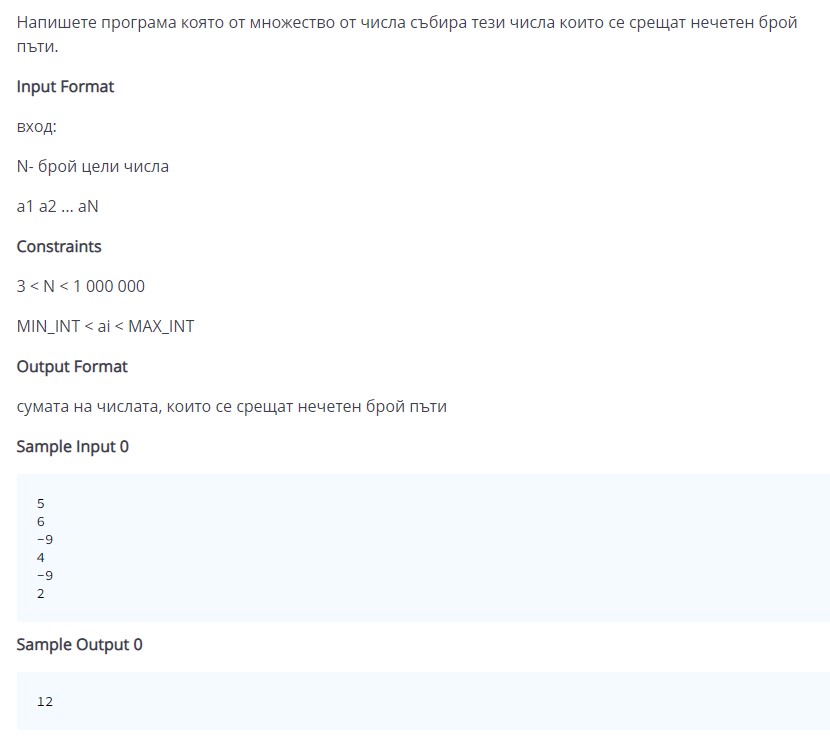 Напишете програма която от множество от числа събира тези числа които се срещат нечетен брой
пъти.
Input Format
вход:
N- брой цели числа
a1 a2 ... aN
Constraints
3 < N < 1 000 000
MIN_INT < ai < MAX_INT
Output Format
сумата на числата, които се срещат нечетен брой пъти
Sample Input 0
5
6
-9
4
-9
2
Sample Output 0
12